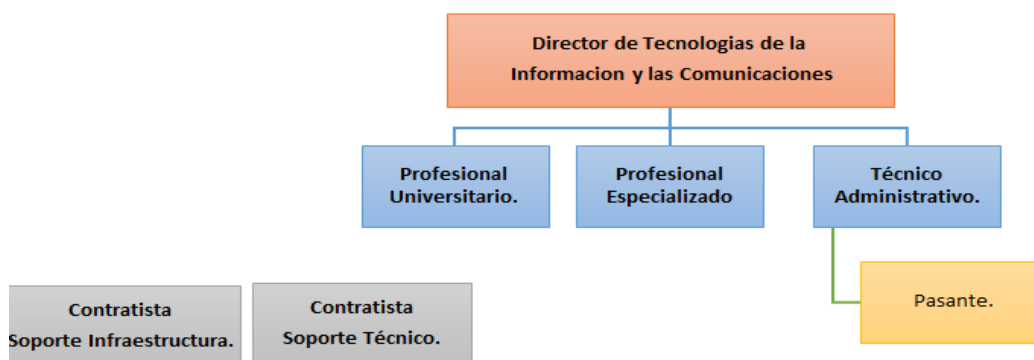 Director de Tecnologias de la
Informacion y las Comunicaciones
Profesional
Universitario.
Profesional
Especializado
Técnico
Administrativo.
Pasante.
Contratista
Soporte Infraestructura.
Contratista
Soporte Técnico.